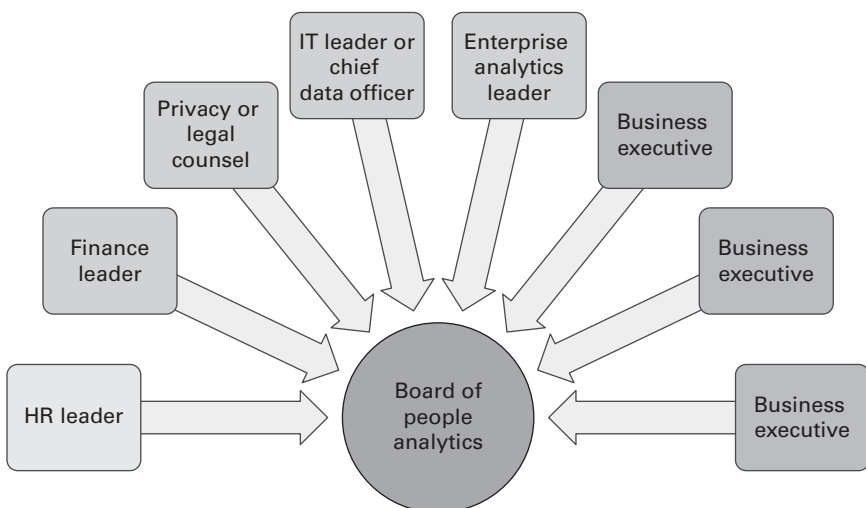 HR leader
Finance
leader
Privacy or
legal
counsel
IT leader or
chief
data officer
Enterprise
analytics
leader
Business
executive
Business
executive
Business
executive
Board of
people
analytics